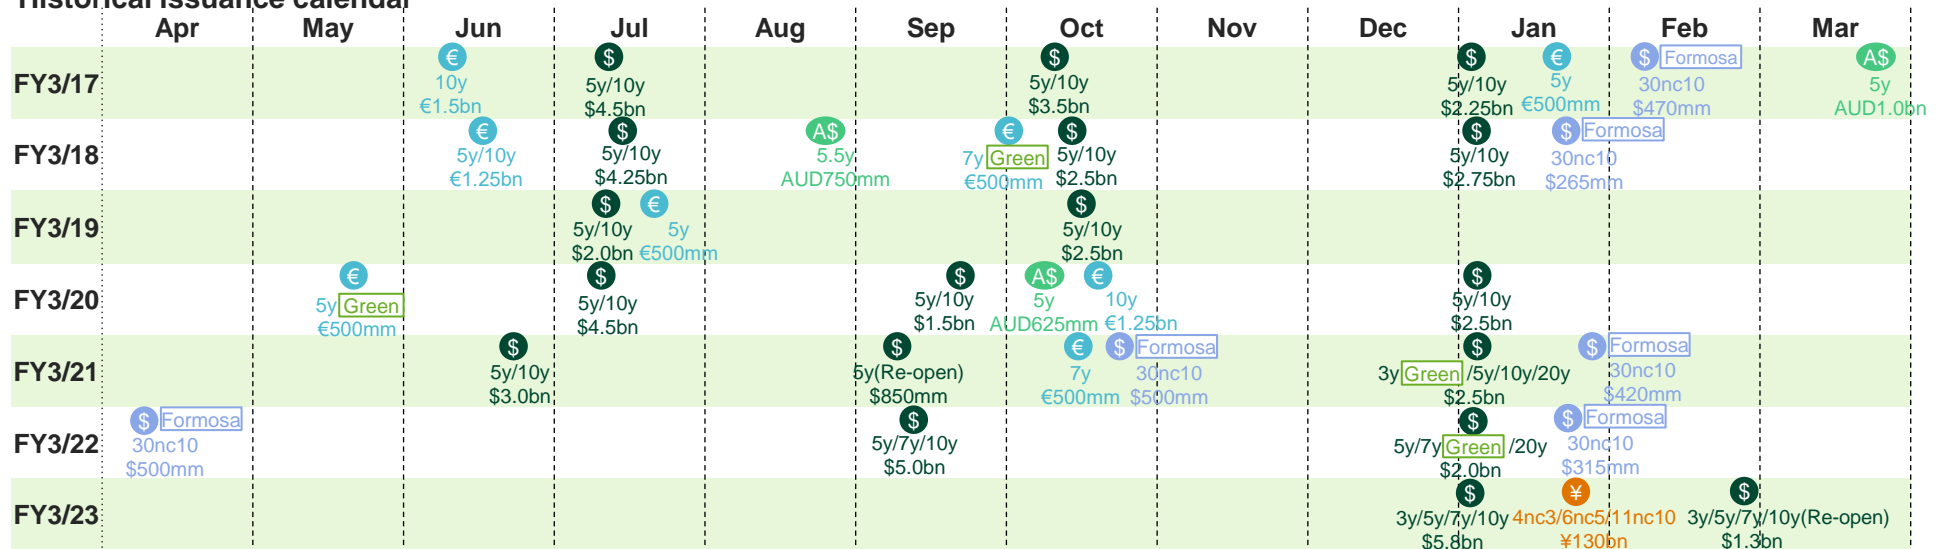 Historical issuance calendar
Apr May Jun Jul Aug Sep Oct Nov Dec Jan Feb Mar
FY3/17
€ $ $ $ € $ Formosa A$
10y 5y/10y 5y/10y 5y/10y 5y 30nc10 5y
€1.5bn $4.5bn $3.5bn $2.25bn €500mm $470mm AUD1.0bn
FY3/18
€ $ A$ € $ $ $ Formosa
5y/10y 5y/10y 5.5y 7y Green 5y/10y 5y/10y 30nc10
€1.25bn $4.25bn AUD750mm €500mm $2.5bn $2.75bn $265mm
FY3/19
$ € $
5y/10y 5y 5y/10y
$2.0bn €500mm $2.5bn
FY3/20
€ $ $ A$ € $
5y Green 5y/10y 5y/10y 5y 10y 5y/10y
€500mm $4.5bn $1.5bn AUD625mm €1.25bn $2.5bn
FY3/21
$ $ € $ Formosa $ $ Formosa
5y/10y 5y(Re-open) 7y 30nc10 3y Green /5y/10y/20y 30nc10
$3.0bn $850mm €500mm $500mm $2.5bn $420mm
FY3/22
$ Formosa $ $ $ Formosa
30nc10 5y/7y/10y 5y/7y Green /20y 30nc10
$500mm $5.0bn $2.0bn $315mm
FY3/23
$ ¥ $
3y/5y/7y/10y 4nc3/6nc5/11nc10 3y/5y/7y/10y(Re-open)
$5.8bn ¥130bn $1.3bn